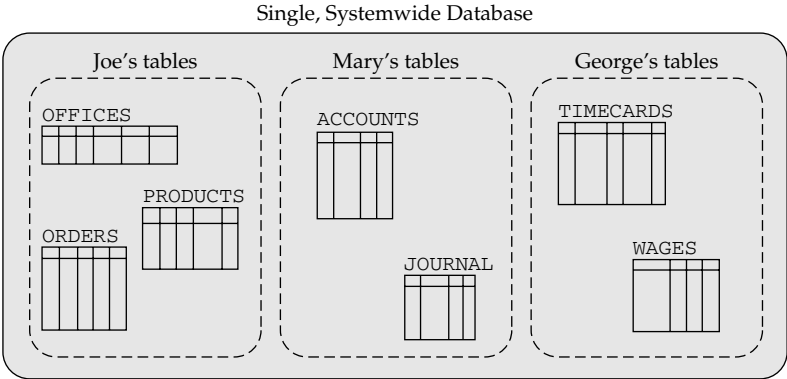 Single, Systemwide Database
Joe's tables
OFFICES
PRODUCTS
ORDERS
Mary's tables
ACCOUNTS
JOURNAL
George's tables
TIMECARDS
WAGES